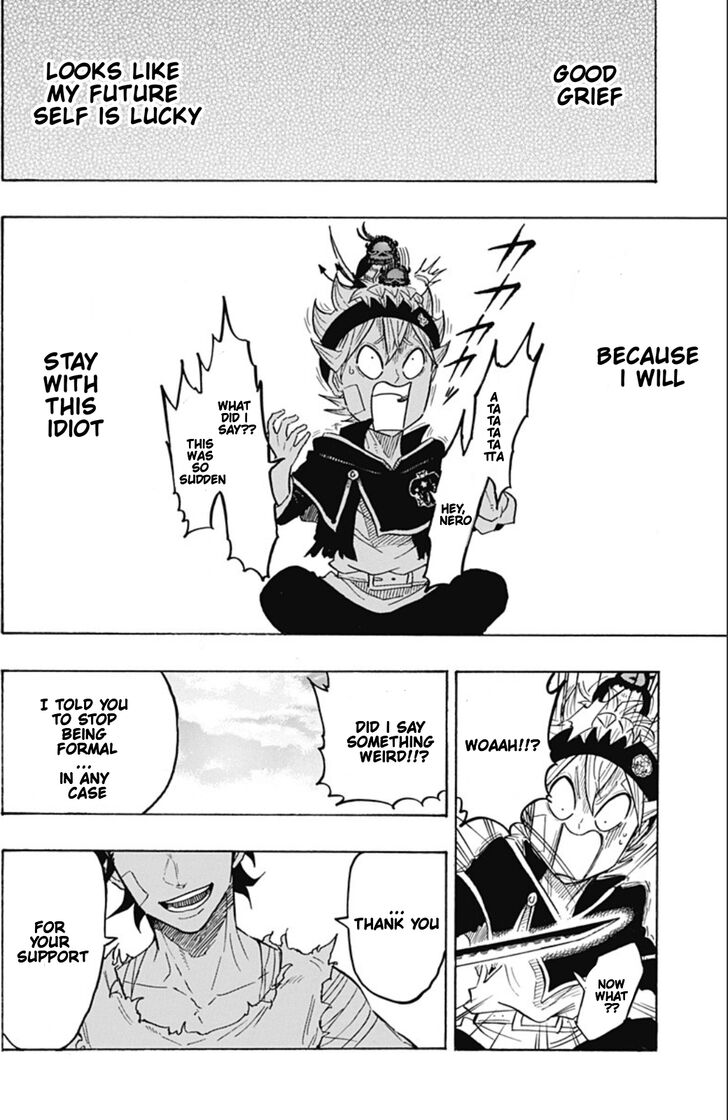 GOOD
GRIEF
LOOKS LIKE
MY FUTURE
SELF IS LUCKY
BECAUSE
I WILL
A
TA
TA
TA
TA
TTA
HEY,
NERO
WHAT
DID I
SAY??
THIS
WAS
SO
SUDDEN
STAY
WITH
THIS
IDIOT
WOAAH!!?
NOW
WHAT
??
DID I SAY
SOMETHING
WEIRD!!?
I TOLD YOU
TO STOP
BEING
FORMAL
...
IN ANY
CASE
...
THANK YOU
FOR
YOUR
SUPPORT